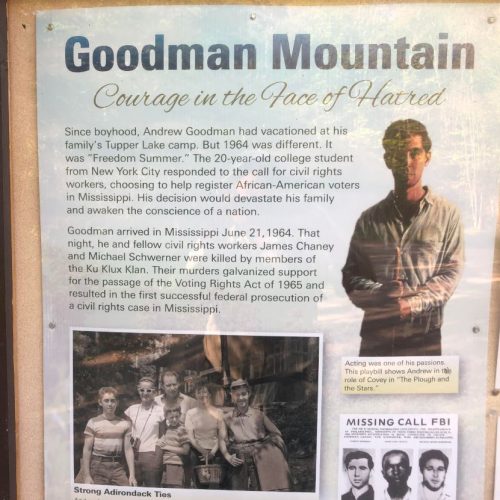 Goodman Mountain
Courage in the Face of Hatred
Since boyhood, Andrew Goodman had vacationed at his
family's Tupper Lake camp. But 1964 was different. It
was "Freedom Summer." The 20-year-old college student
from New York City responded to the call for civil rights
workers, choosing to help register African-American voters
in Mississippi. His decision would devastate his family
and awaken the conscience of a nation.
Goodman arrived in Mississippi June 21, 1964. That
night, he and fellow civil rights workers James Chaney
and Michael Schwerner were killed by members of
the Ku Klux Klan. Their murders galvanized support
for the passage of the Voting Rights Act of 1965 and
resulted in the first successful federal prosecution of
a civil rights case in Mississippi.
Acting was one of his passions.
This playbill shows Andrew in the
role of Covey in "The Plough and
the Stars."
MISSING CALL FBI
Strong Adirondack Ties